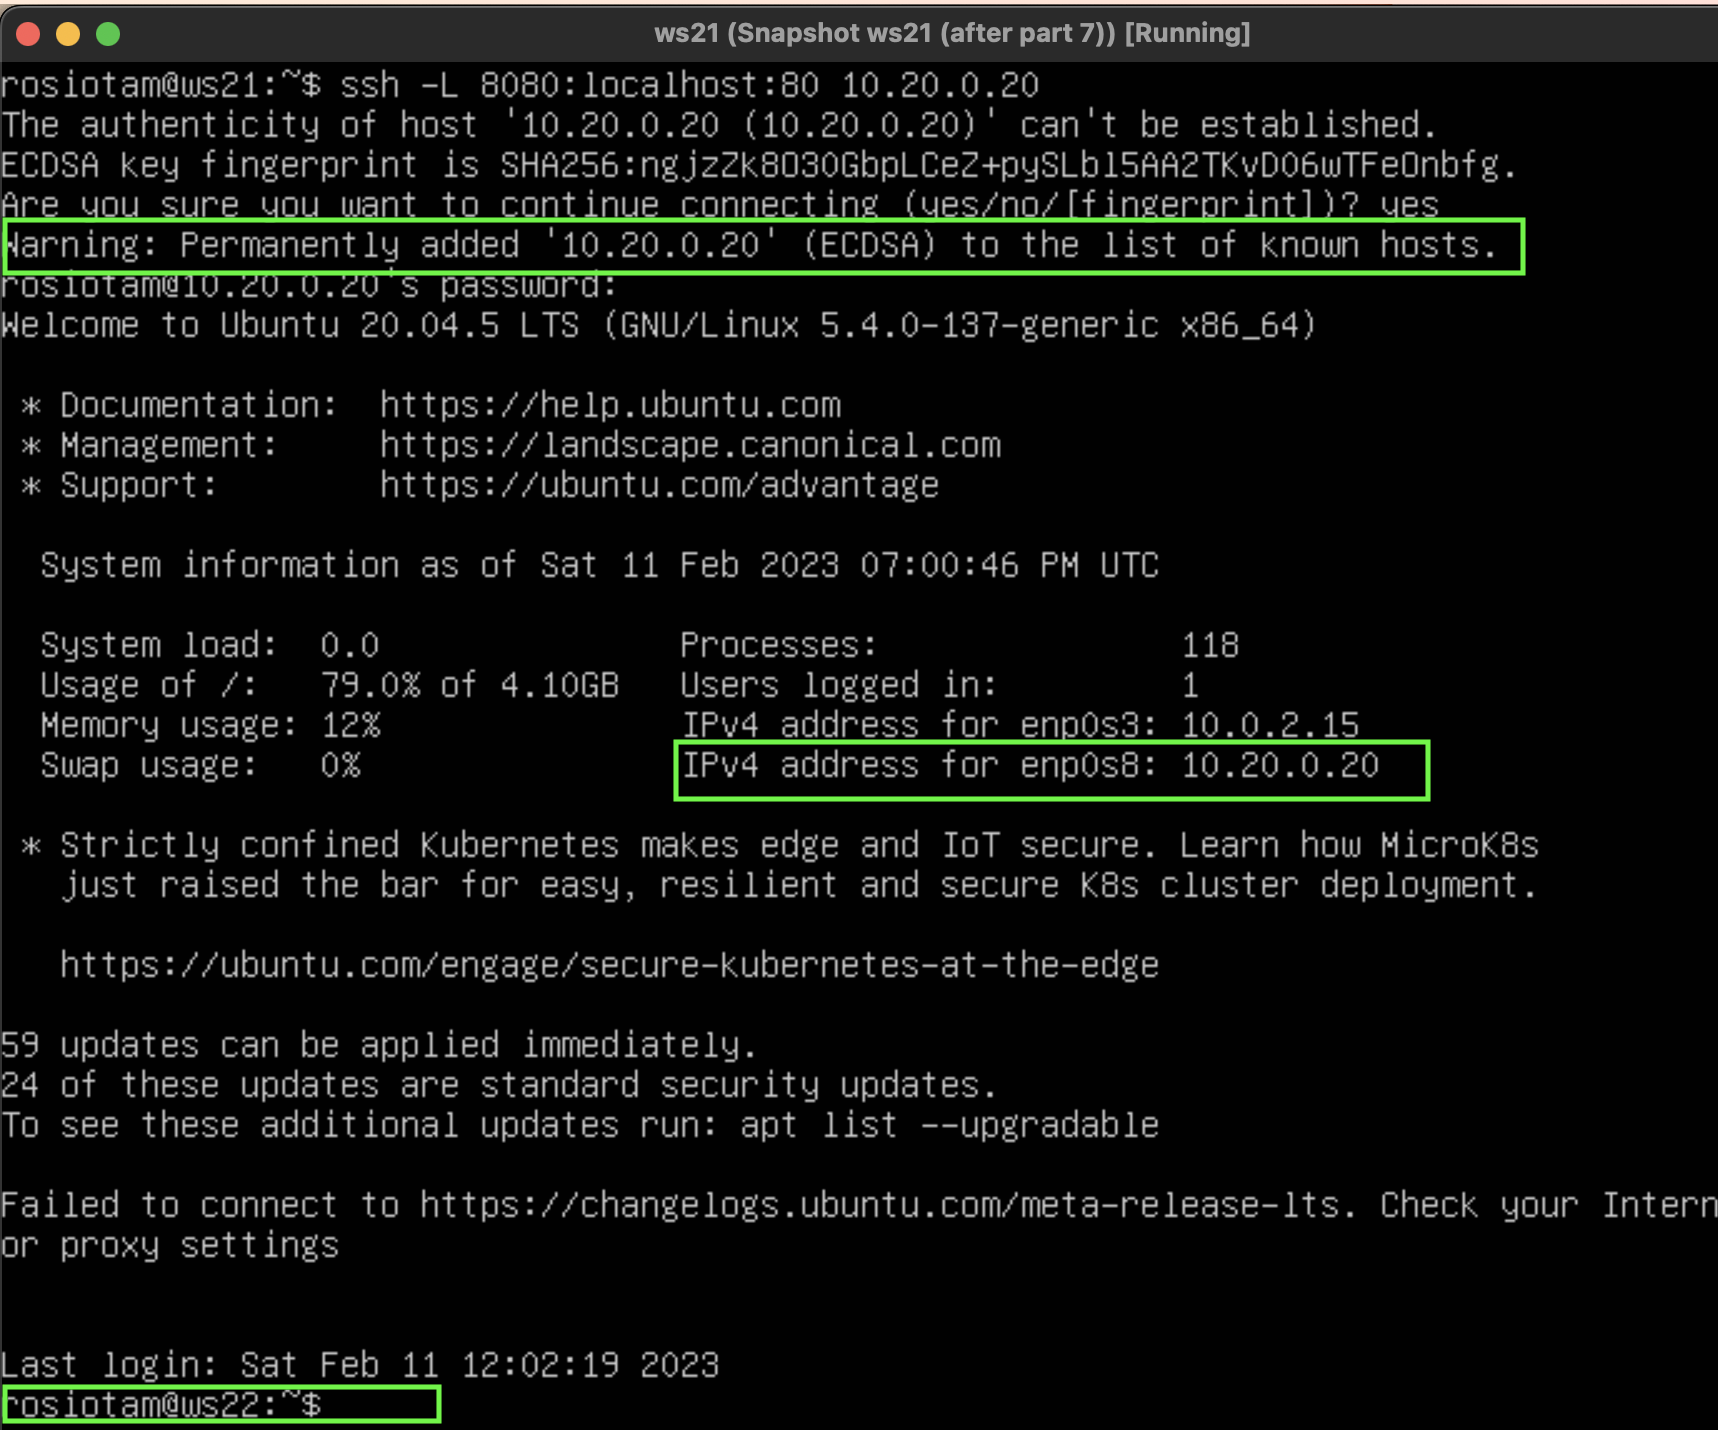 ws21 (Snapshot ws21 (after part 7)) [Running]
rosiotam@ws21:~$ ssh -L 8080:localhost:80 10.20.0.20
The authenticity of host '10.20.0.20 (10.20.0.20)' can't be established.
ECDSA key fingerprint is SHA256:ngjzZk8O3OGbpLCeZ+pySLbl5AA2TKvDO6wTFeOnbfg.
Are you sure you want to continue connecting (yes/no/[fingerprint])? yes
Warning: Permanently added '10.20.0.20' (ECDSA) to the list of known hosts.
rosiotam@10.20.0.20's password:
Welcome to Ubuntu 20.04.5 LTS (GNU/Linux 5.4.0-137-generic x86_64)
* Documentation:  https://help.ubuntu.com
* Management:     https://landscape.canonical.com
* Support:        https://ubuntu.com/advantage
System information as of Sat 11 Feb 2023 07:00:46 PM UTC
System load:  0.0               Processes:               118
Usage of /:   79.0% of 4.10GB   Users logged in:         1
Memory usage: 12%               IPv4 address for enp0s3: 10.0.2.15
Swap usage:   0%                IPv4 address for enp0s8: 10.20.0.20
* Strictly confined Kubernetes makes edge and IoT secure. Learn how MicroK8s
just raised the bar for easy, resilient and secure K8s cluster deployment.
https://ubuntu.com/engage/secure-kubernetes-at-the-edge
59 updates can be applied immediately.
24 of these updates are standard security updates.
To see these additional updates run: apt list --upgradable
Failed to connect to https://changelogs.ubuntu.com/meta-release-lts. Check your Intern
or proxy settings
Last login: Sat Feb 11 12:02:19 2023
rosiotam@ws22:~$